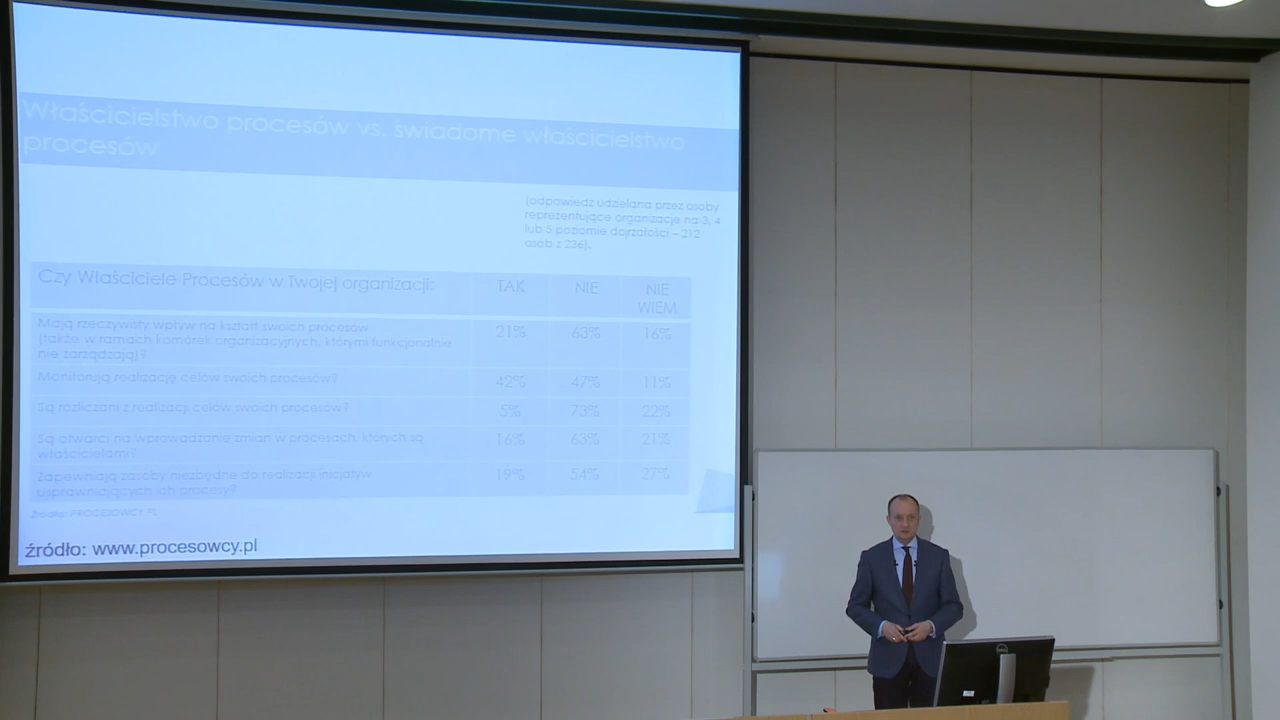 Właścicielstwo procesów vs. świadome właścicielstwo
procesów
(odpowiedź udzielana przez osoby
reprezentujące organizacje na 3, 4
lub 5 poziomie dojrzałości – 212
osób z 236).
Czy Właściciele Procesów w Twojej organizacji: TAK NIE NIE
WIEM
Mają rzeczywisty wpływ na kształt swoich procesów
(także w ramach komórek organizacyjnych, którymi funkcjonalnie
nie zarządzają)? 21% 63% 16%
Monitorują realizację celów swoich procesów? 42% 47% 11%
Są rozliczani z realizacji celów swoich procesów? 5% 73% 22%
Są otwarci na wprowadzanie zmian w procesach, których są
właścicielami? 16% 63% 21%
Zapewniają zasoby niezbędne do realizacji inicjatyw
usprawniających ich procesy? 19% 54% 27%
Źródło: PROCESOWCY.PL
źródło: www.procesowcy.pl
DELL